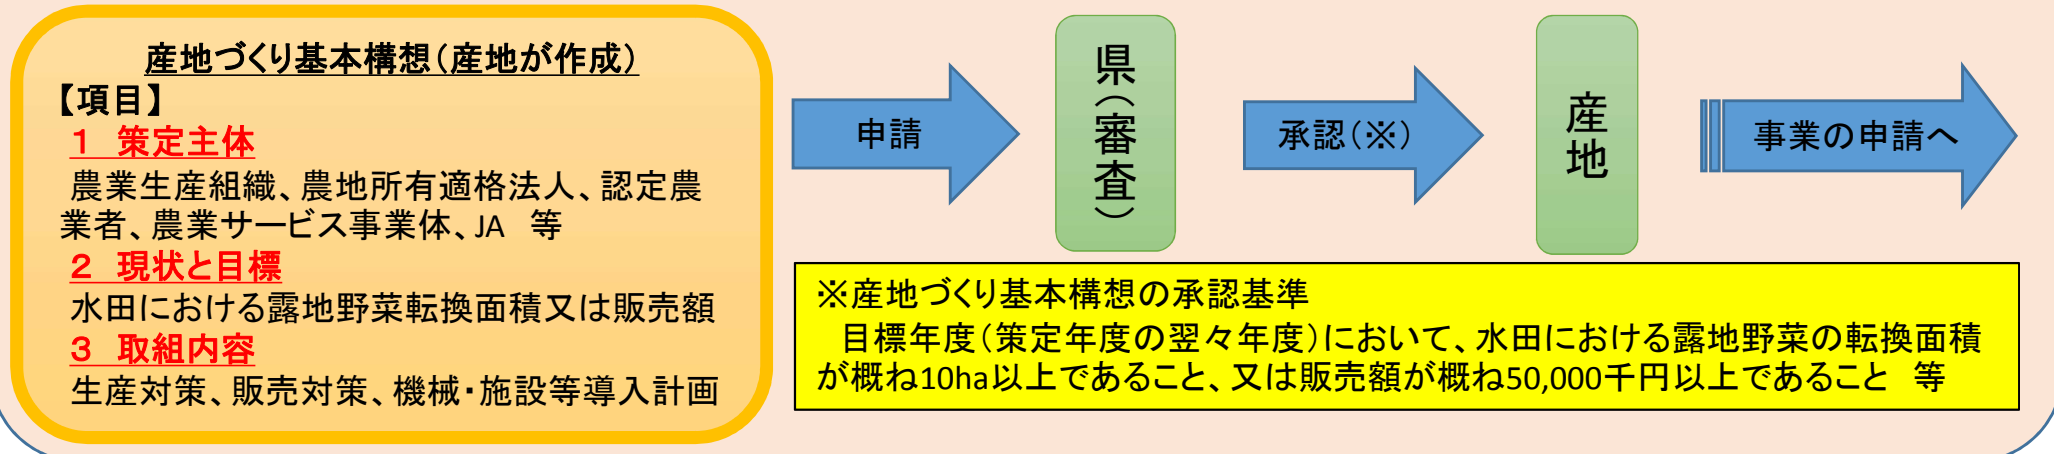 産地づくり基本構想（産地が作成）
【項目】
１　策定主体
農業生産組織、農地所有適格法人、認定農
業者、農業サービス事業体、JA　等
２　現状と目標
水田における露地野菜転換面積又は販売額
３　取組内容
生産対策、販売対策、機械・施設等導入計画
申請
県（審査）
承認（※）
産地
事業の申請へ
※産地づくり基本構想の承認基準
目標年度（策定年度の翌々年度）において、水田における露地野菜の転換面積
が概ね10ha以上であること、又は販売額が概ね50,000千円以上であること　等